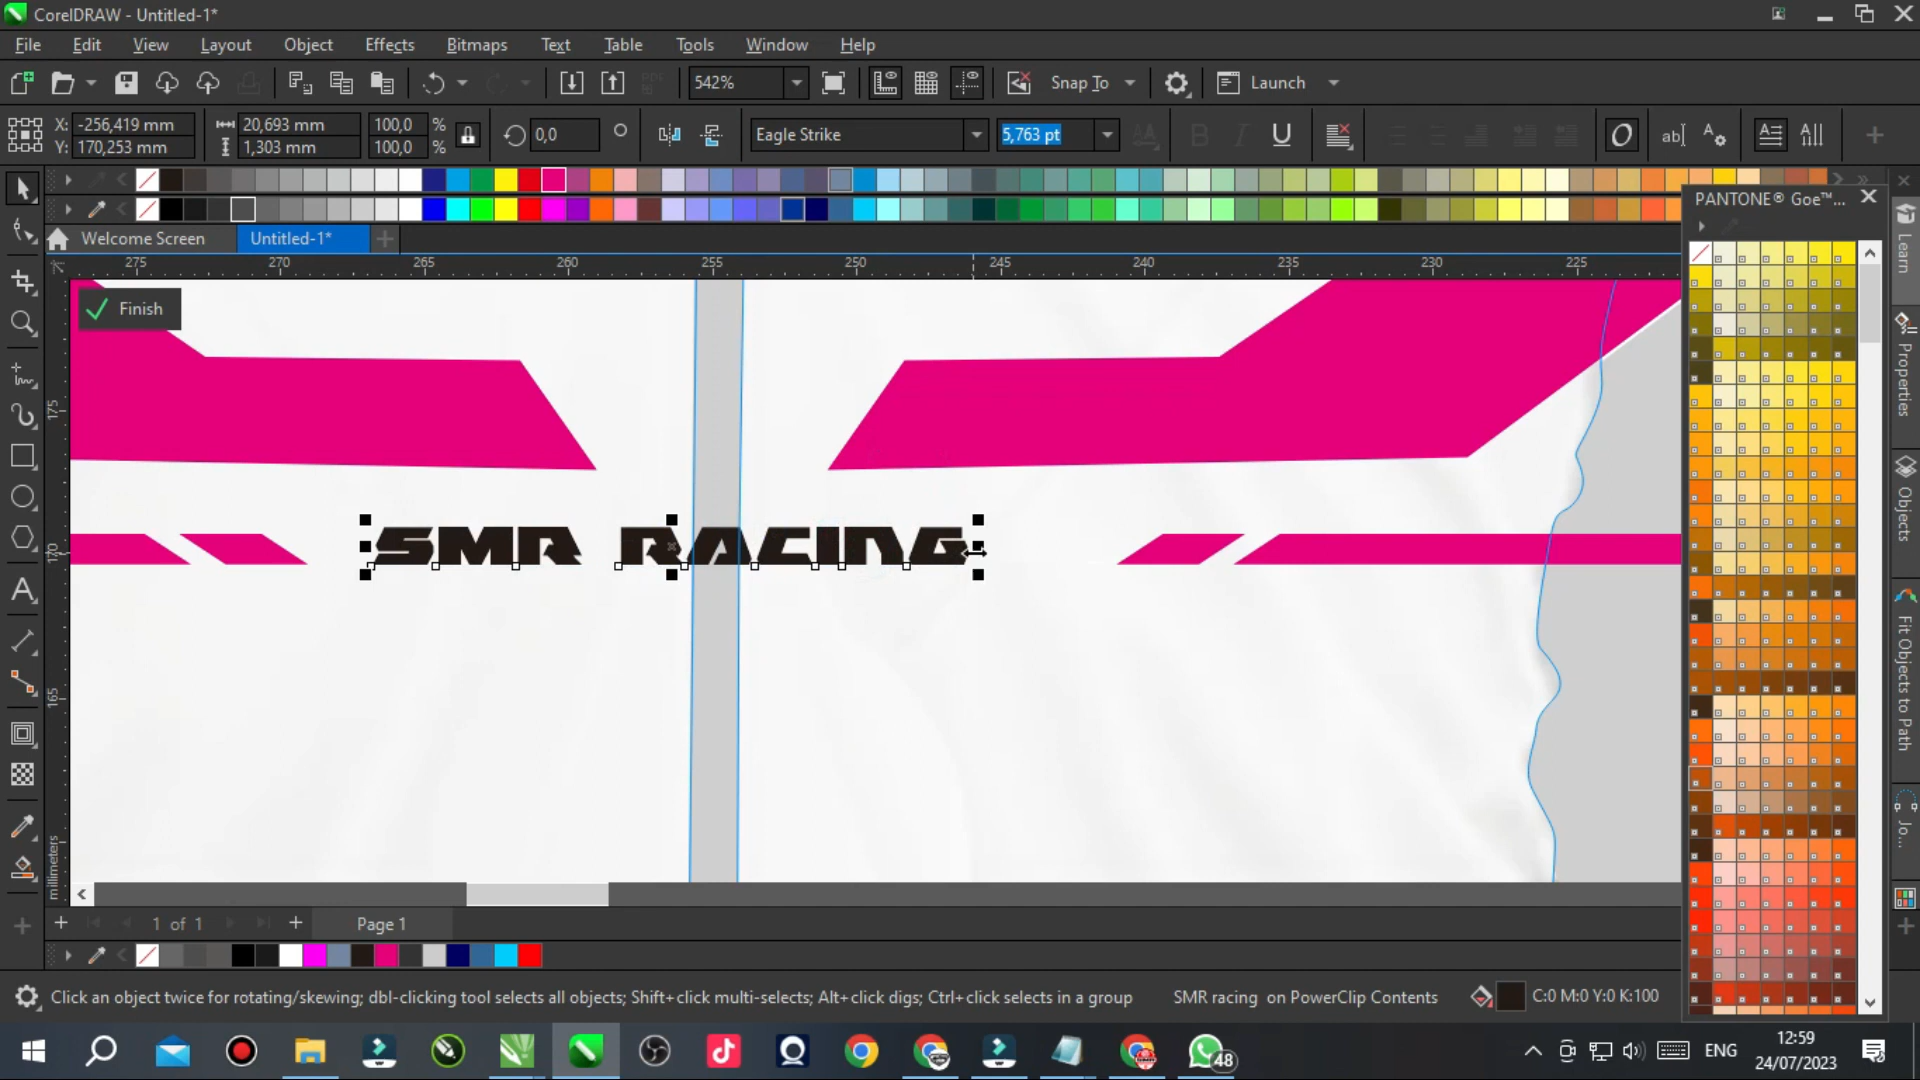 CorelDRAW - Untitled-1*
File Edit View Layout Object Effects Bitmaps Text Table Tools Window Help
542% Snap To Launch
X: -256,419 mm 20,693 mm 100,0 % 0,0 ° Eagle Strike 5,763 pt
Y: 170,253 mm 1,303 mm 100,0 %
PANTONE® Goe™...
Welcome Screen Untitled-1*
275 270 265 260 255 250 245 240 235 230 225
Finish
175
170
165
millimeters
SMR RACING
Learn
Properties
Objects
Fit Objects to Path
Jo...
1 of 1 Page 1
Click an object twice for rotating/skewing; dbl-clicking tool selects all objects; Shift+click multi-selects; Alt+click digs; Ctrl+click selects in a group SMR racing on PowerClip Contents C:0 M:0 Y:0 K:100
48 ENG 12:59
24/07/2023